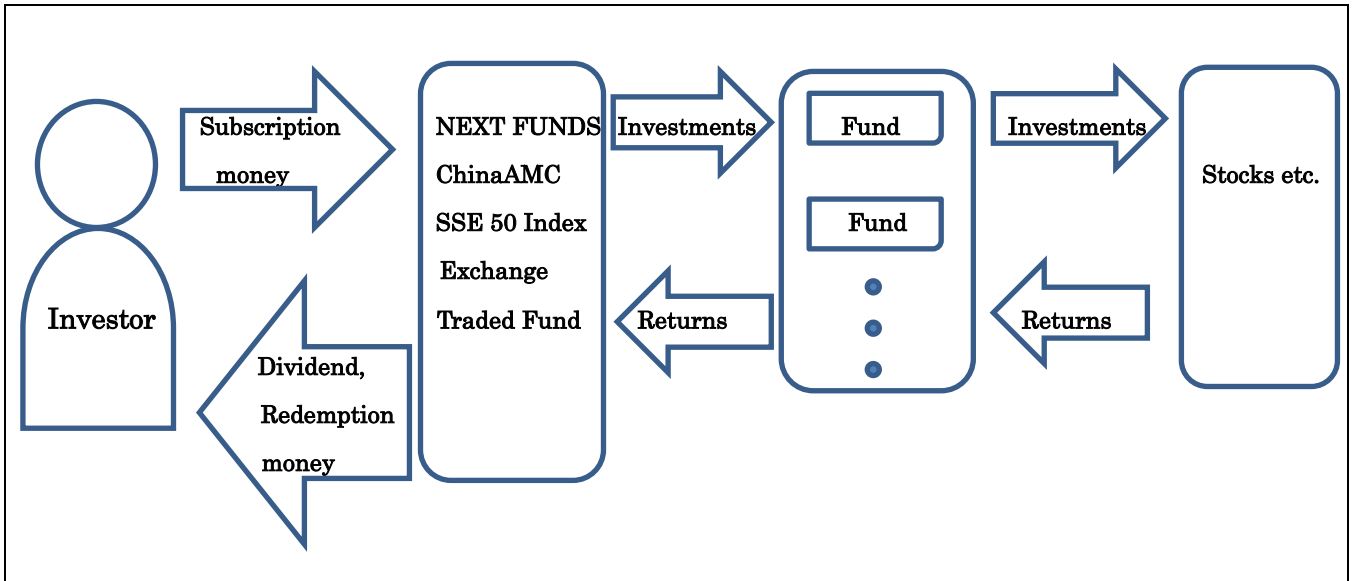 Subscription
money
Investor
Dividend,
Redemption
money
NEXT FUNDS
ChinaAMC
SSE 50 Index
Exchange
Traded Fund
Investments
Returns
Fund
Fund
Investments
Returns
Stocks etc.